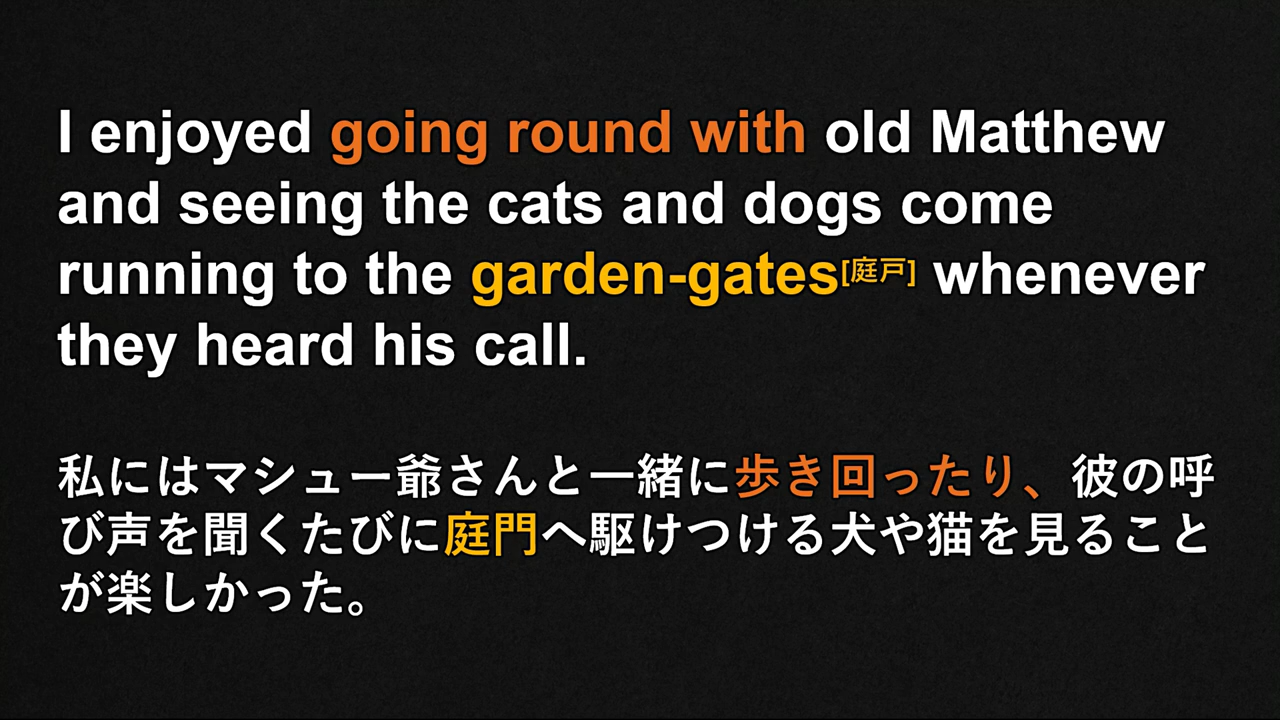 I enjoyed going round with old Matthew
and seeing the cats and dogs come
running to the garden-gates[庭戸] whenever
they heard his call.
私にはマシュー爺さんと一緒に歩き回ったり、彼の呼
び声を聞くたびに庭門へ駆けつける犬や猫を見ること
が楽しかった。